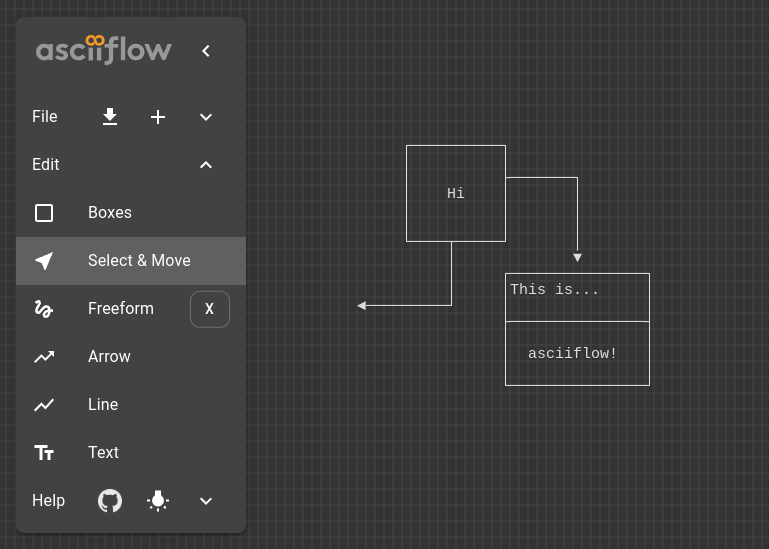 asciiflow
File
Edit
Boxes
Select & Move
Freeform X
Arrow
Line
Text
Help
Hi
This is...
asciiflow!